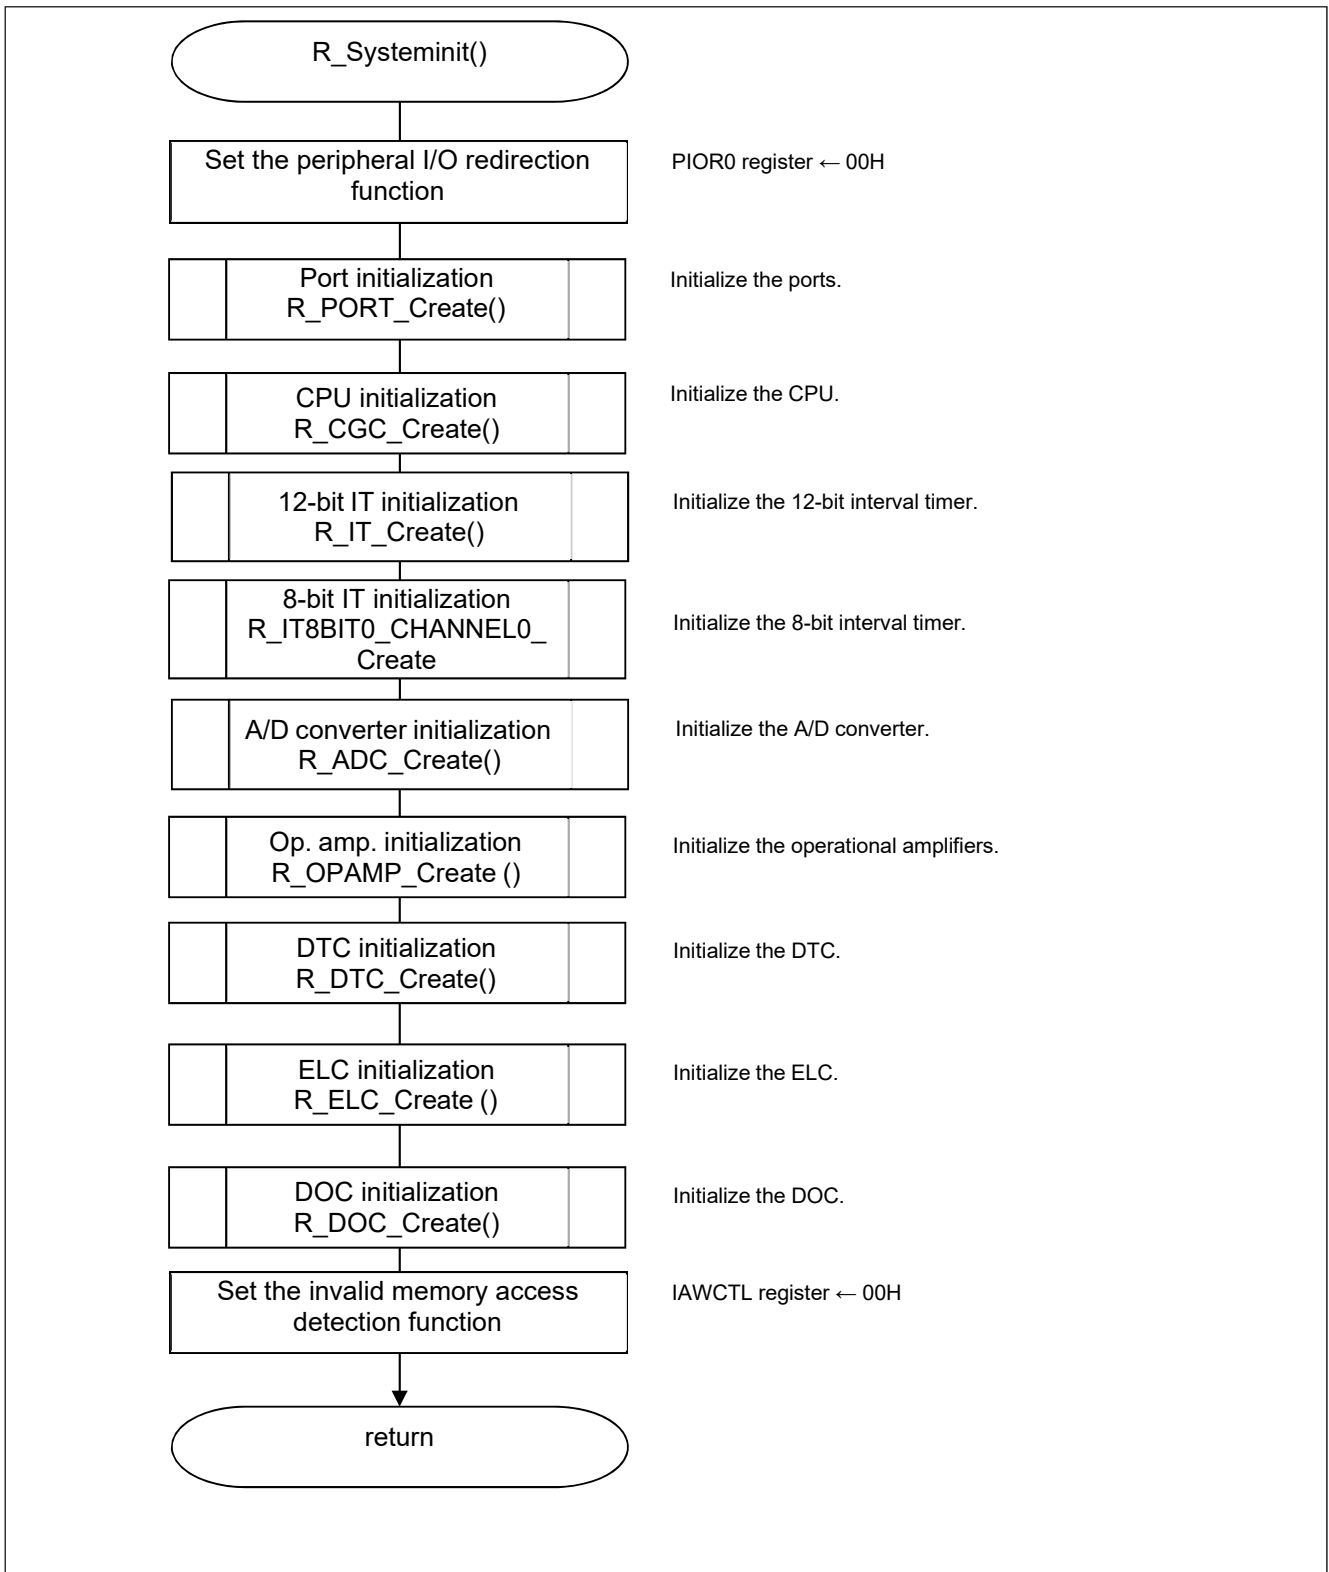 R_Systeminit()
Set the peripheral I/O redirection
function
PIOR0 register ← 00H
Port initialization
R_PORT_Create()
Initialize the ports.
CPU initialization
R_CGC_Create()
Initialize the CPU.
12-bit IT initialization
R_IT_Create()
Initialize the 12-bit interval timer.
8-bit IT initialization
R_IT8BIT0_CHANNEL0_
Create
Initialize the 8-bit interval timer.
A/D converter initialization
R_ADC_Create()
Initialize the A/D converter.
Op. amp. initialization
R_OPAMP_Create ()
Initialize the operational amplifiers.
DTC initialization
R_DTC_Create()
Initialize the DTC.
ELC initialization
R_ELC_Create ()
Initialize the ELC.
DOC initialization
R_DOC_Create()
Initialize the DOC.
Set the invalid memory access
detection function
IAWCTL register ← 00H
return